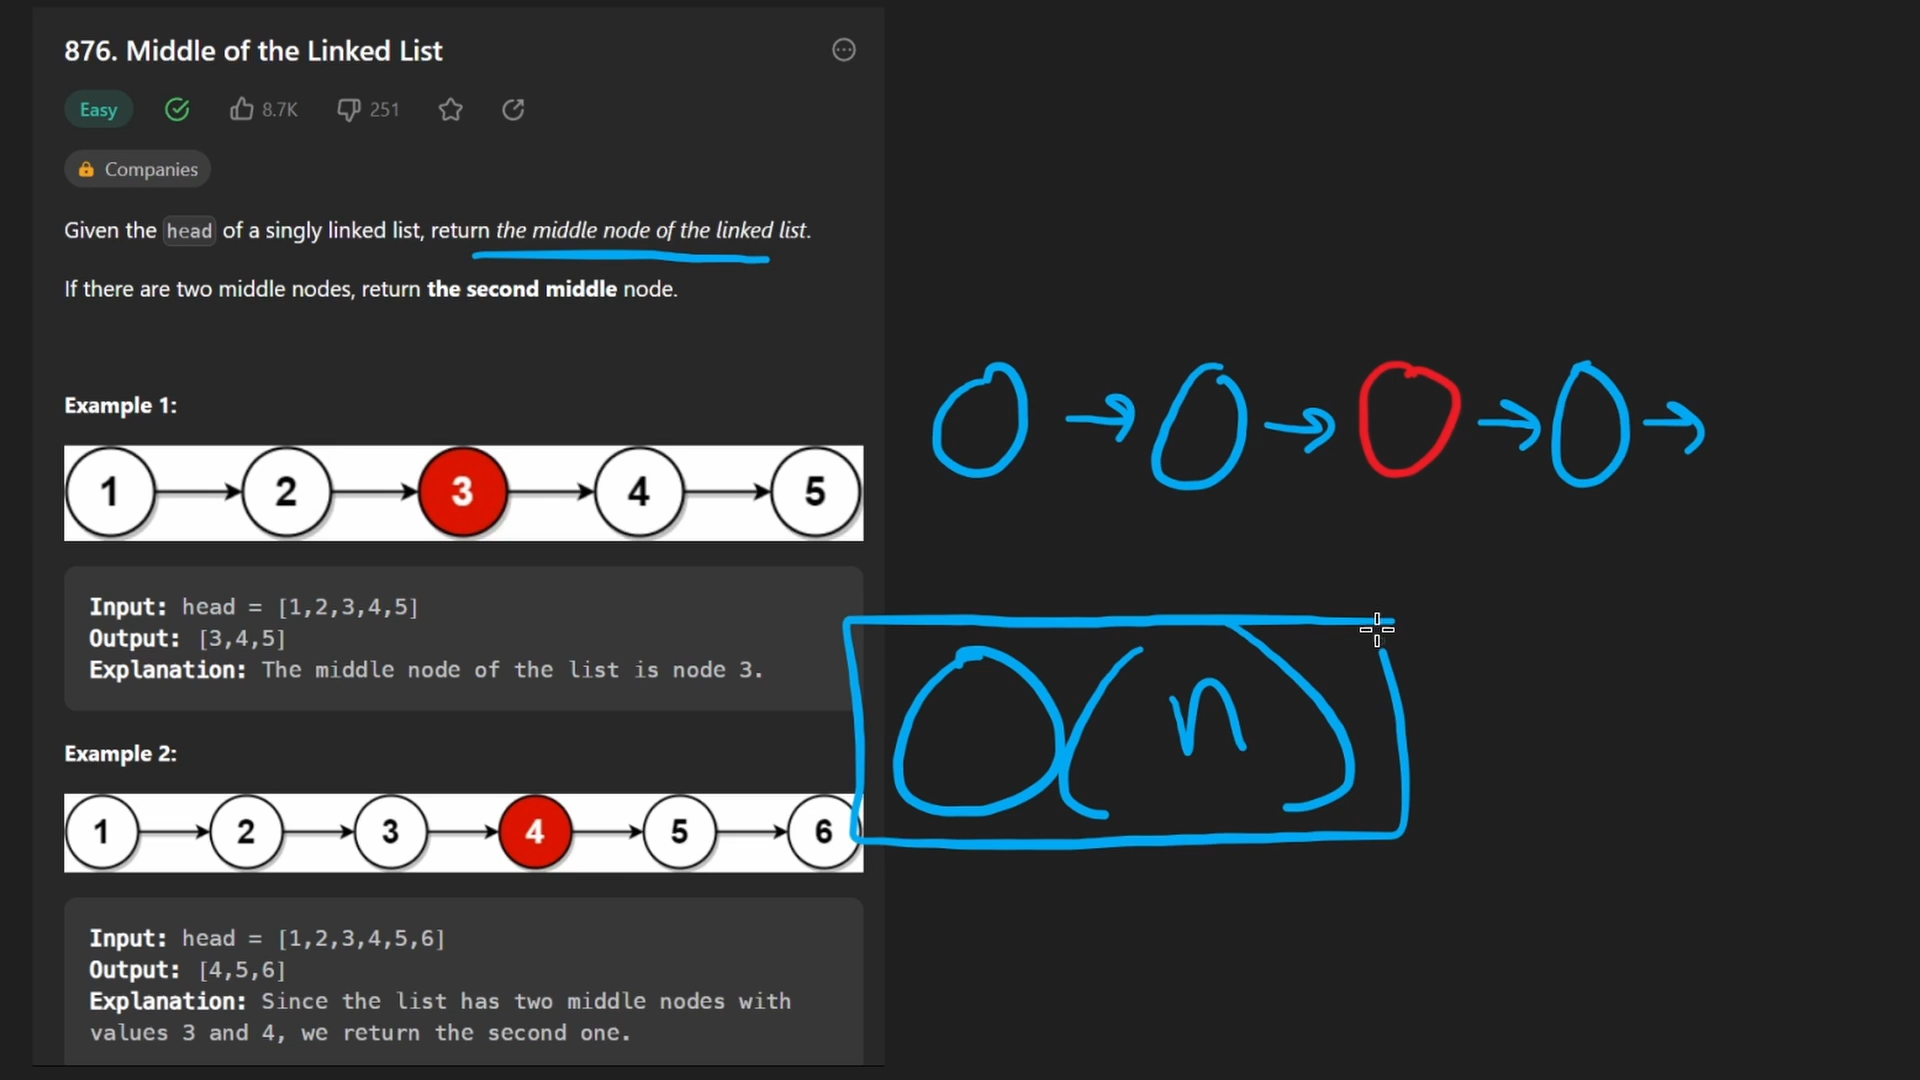 876. Middle of the Linked List
Easy 8.7K 251
Companies
Given the head of a singly linked list, return the middle node of the linked list.
If there are two middle nodes, return the second middle node.
Example 1:
1 2 3 4 5
Input: head = [1,2,3,4,5]
Output: [3,4,5]
Explanation: The middle node of the list is node 3.
Example 2:
1 2 3 4 5 6
Input: head = [1,2,3,4,5,6]
Output: [4,5,6]
Explanation: Since the list has two middle nodes with
values 3 and 4, we return the second one.
O(n)